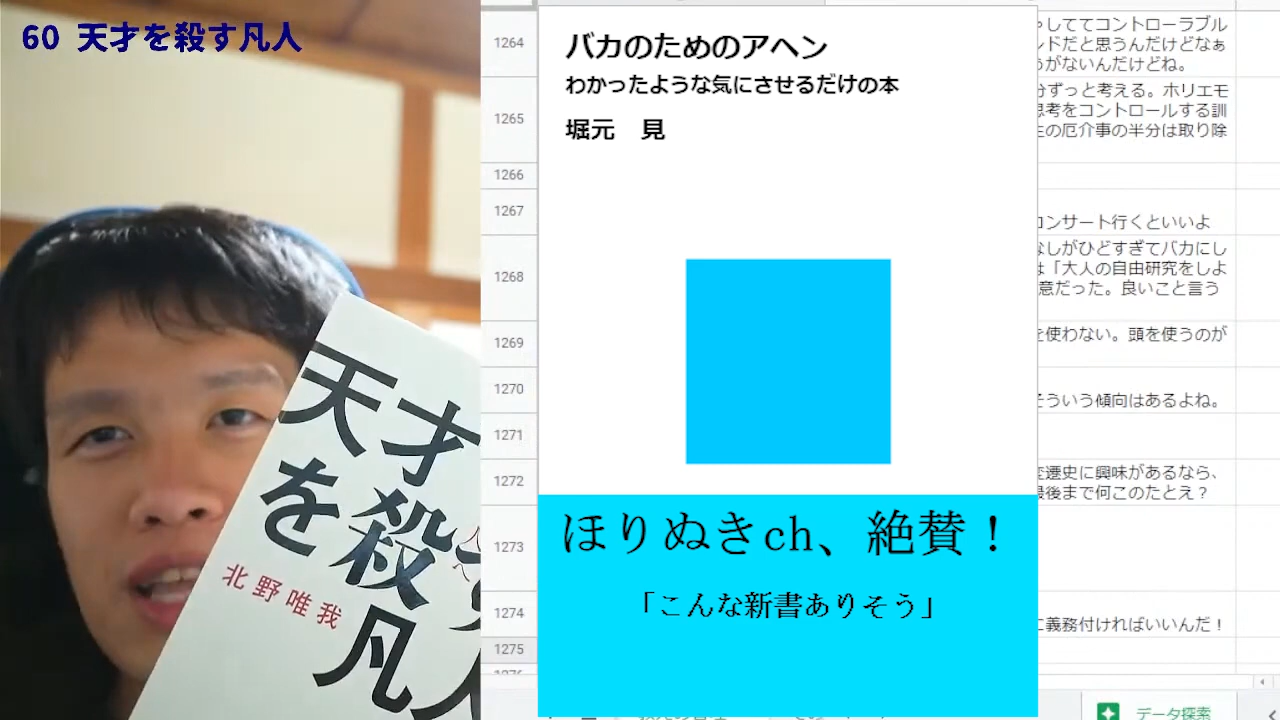 60 天才を殺す凡人
天才
を殺す
凡人
北野唯我
バカのためのアヘン
わかったような気にさせるだけの本
堀元 見
ほりぬきch、絶賛！
「こんな新書ありそう」
1264
しててコントローラブル
ンドだと思うんだけどなぁ
がないんだけどね。
1265
分ずっと考える。ホリエモ
思考をコントロールする訓
生の厄介事の半分は取り除
1266
1267
コンサート行くといいよ
1268
なしがひどすぎてバカにし
は「大人の自由研究をしよ
意だった。良いこと言う
1269
を使わない。頭を使うのが
1270
そういう傾向はあるよね。
1271
1272
変遷史に興味があるなら、
最後まで何このたとえ？
1273
1274
に義務付ければいいんだ！
1275
データ探索